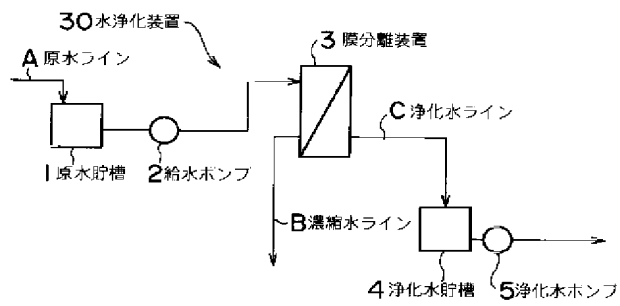 30水浄化装置
3 膜分離装置
A 原水ライン
C 浄化水ライン
1原水貯槽
2給水ポンプ
B濃縮水ライン
4 浄化水貯槽
5浄化水ポンプ